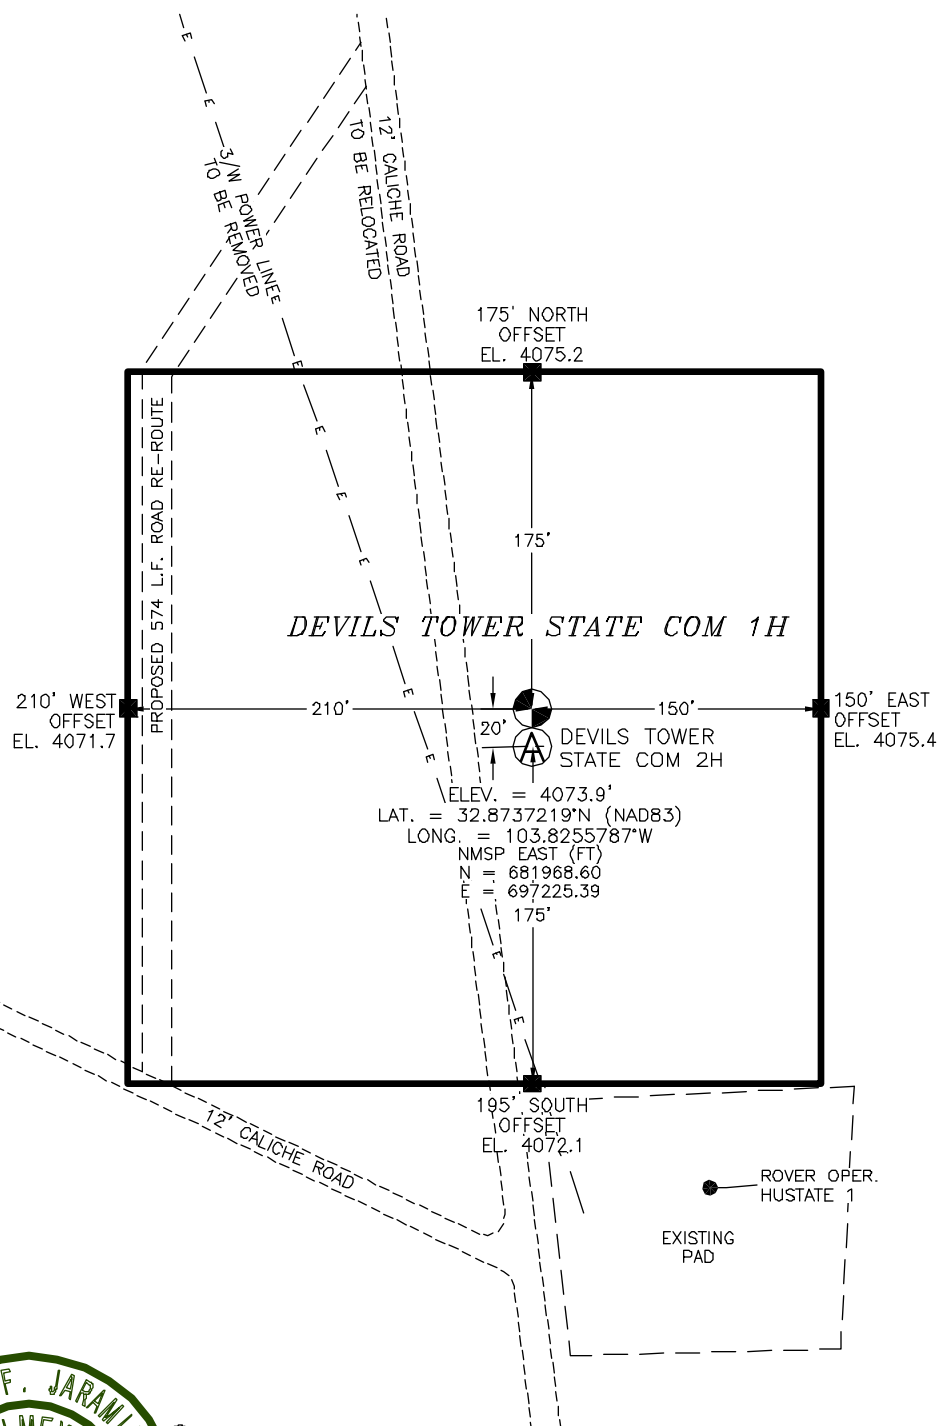 E
E
3/W POWER LINE
TO BE REMOVED
E
12' CALICHE ROAD
TO BE RELOCATED
175' NORTH
OFFSET
EL. 4075.2
E
E
E
E
PROPOSED 574 L.F. ROAD RE-ROUTE
175'
DEVILS TOWER STATE COM 1H
210' WEST
OFFSET
EL. 4071.7
210'
E
20'
150'
150' EAST
OFFSET
EL. 4075.4
A
DEVILS TOWER
STATE COM 2H
E
ELEV. = 4073.9'
LAT. = 32.8737219°N (NAD83)
LONG. = 103.8255787°W
NMSP EAST (FT)
N = 681968.60
E = 697225.39
175'
E
E
195' SOUTH
OFFSET
EL. 4072.1
12' CALICHE ROAD
ROVER OPER.
HUSTATE 1
EXISTING
PAD
F. JARAM